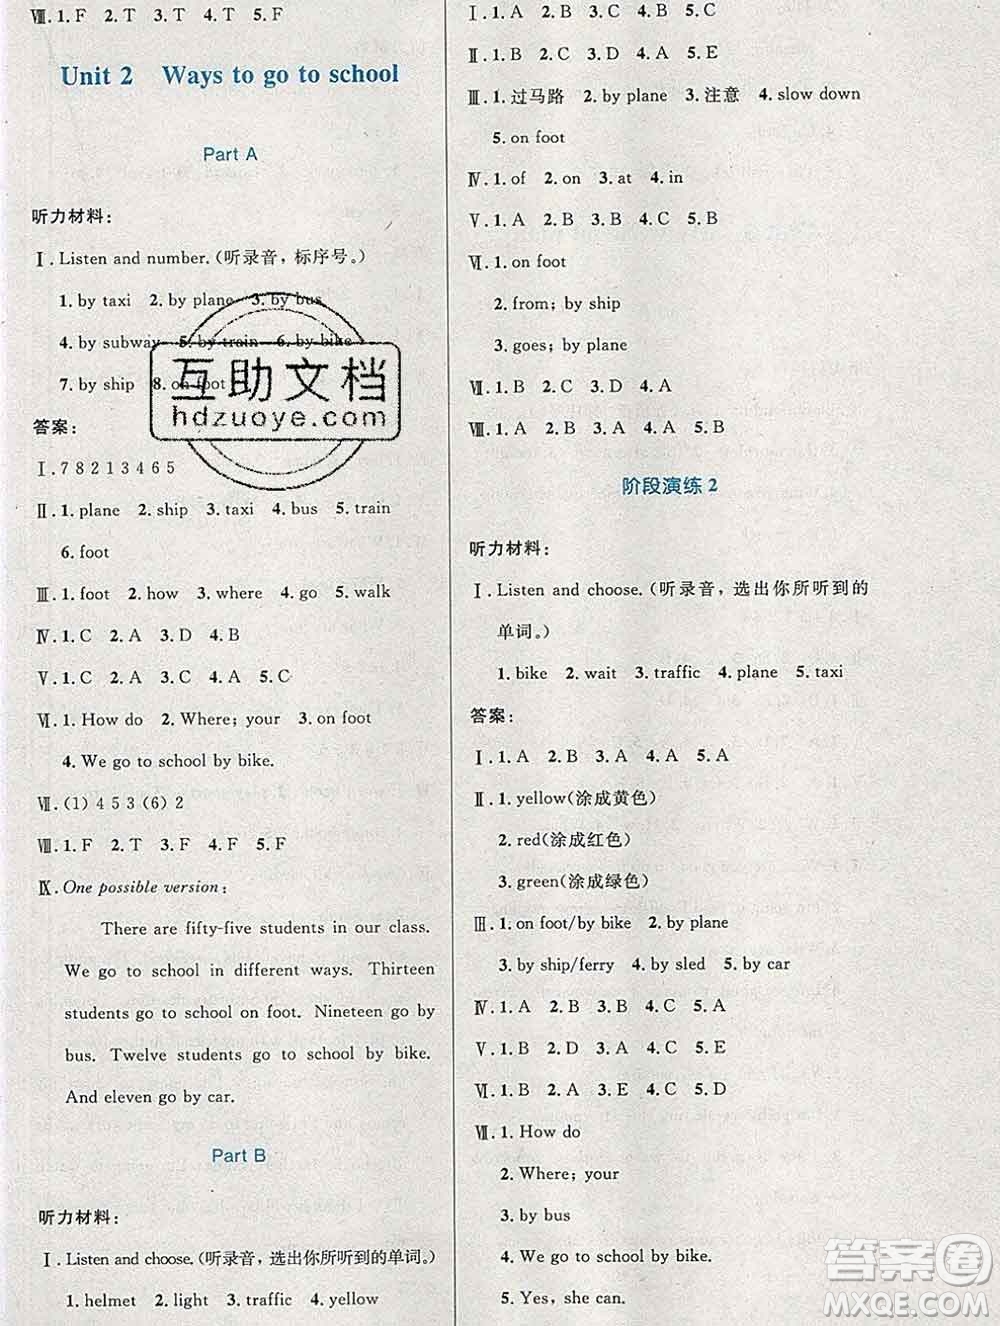 Ⅷ.1.F 2.T 3.T 4.T 5.F
Unit 2 Ways to go to school
Part A
听力材料:
Ⅰ.Listen and number.(听录音,标序号。)
1. by taxi 2. by plane 3. by bus
4. by subway 5. by train 6. by bike
7. by ship 8. on foot
答案:
Ⅰ.7 8 2 1 3 4 6 5
Ⅱ.1. plane 2. ship 3. taxi 4. bus 5. train
6. foot
Ⅲ.1. foot 2. how 3. where 4. go 5. walk
Ⅳ.1. C 2. A 3. D 4. B
Ⅴ.1. C 2. A 3. C 4. A 5. C
Ⅵ.1. How do 2. Where; your 3. on foot
4. We go to school by bike.
Ⅶ.(1) 4 5 3 (6) 2
Ⅷ.1. F 2. T 3. F 4. F 5. F
Ⅸ. One possible version:
There are fifty-five students in our class.
We go to school in different ways. Thirteen
students go to school on foot. Nineteen go by
bus. Twelve students go to school by bike.
And eleven go by car.
Part B
听力材料:
Ⅰ.Listen and choose.(听录音,选出你所听到的单词。)
1. helmet 2. light 3. traffic 4. yellow
Ⅰ.1. A 2. A 3. B 4. B 5. C
Ⅱ.1. B 2. C 3. D 4. A 5. E
Ⅲ.1. 过马路 2. by plane 3. 注意 4. slow down
5. on foot
Ⅳ.1. of 2. on 3. at 4. in
Ⅴ.1. A 2. B 3. B 4. C 5. B
Ⅵ.1. on foot
2. from; by ship
3. goes; by plane
Ⅶ.1. B 2. C 3. A 4. A
Ⅷ.1. A 2. B 3. A 4. A 5. B
阶段演练 2
听力材料:
Ⅰ.Listen and choose.(听录音,选出你所听到的
单词。)
1. bike 2. wait 3. traffic 4. plane 5. taxi
答案:
Ⅰ.1. A 2. B 3. A 4. A 5. A
Ⅱ.1. yellow(涂成黄色)
2. red(涂成红色)
3. green(涂成绿色)
Ⅲ.1. on foot/by bike 2. by plane
3. by ship/ferry 4. by sled 5. by car
Ⅳ.1. A 2. B 3. B 4. C 5. A
Ⅴ.1. B 2. D 3. A 4. C 5. E
Ⅵ.1. B 2. A 3. E 4. C 5. D
Ⅶ.1. How do
2. Where; your
3. by bus
4. We go to school by bike.
5. Yes, she can.
互助文档
hdzuoye.com
答案圈
MXQE.COM